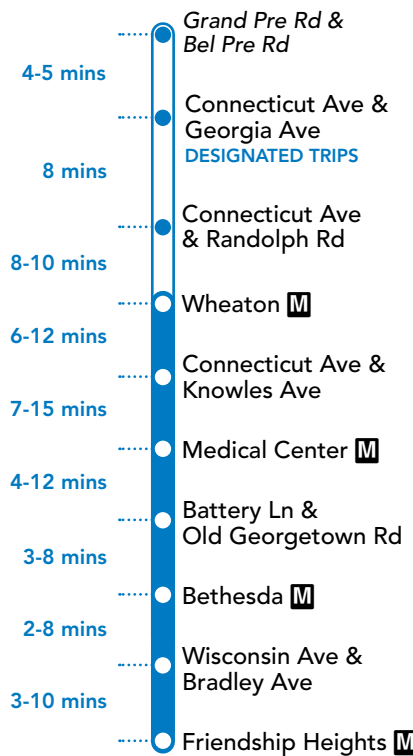 Grand Pre Rd &
Bel Pre Rd
4-5 mins
Connecticut Ave &
Georgia Ave
DESIGNATED TRIPS
8 mins
Connecticut Ave
& Randolph Rd
8-10 mins
Wheaton M
6-12 mins
Connecticut Ave &
Knowles Ave
7-15 mins
Medical Center M
4-12 mins
Battery Ln &
Old Georgetown Rd
3-8 mins
Bethesda M
2-8 mins
Wisconsin Ave &
Bradley Ave
3-10 mins
Friendship Heights M